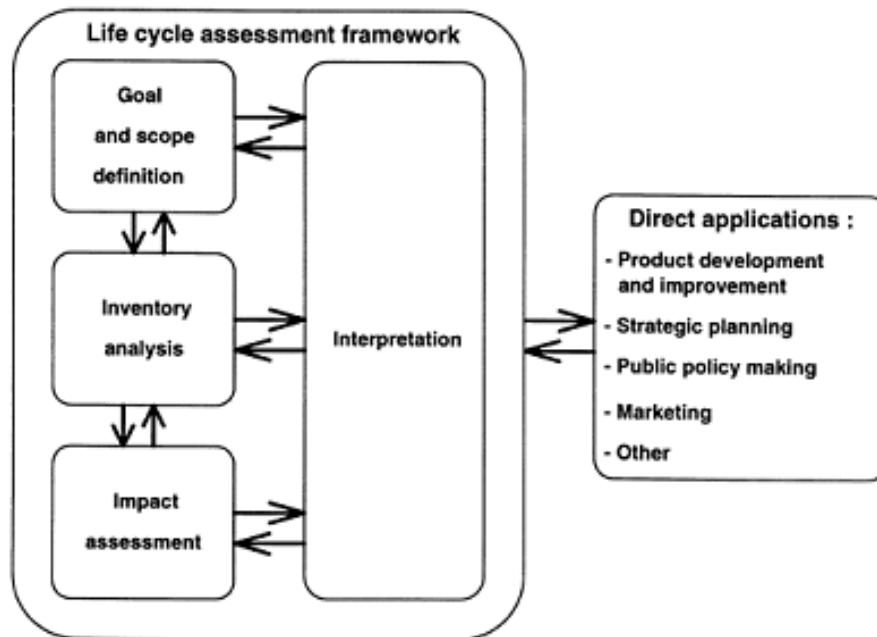 Life cycle assessment framework
Goal
and scope
definition
Inventory
analysis
Impact
assessment
Interpretation
Direct applications :
- Product development
and improvement
- Strategic planning
- Public policy making
- Marketing
- Other